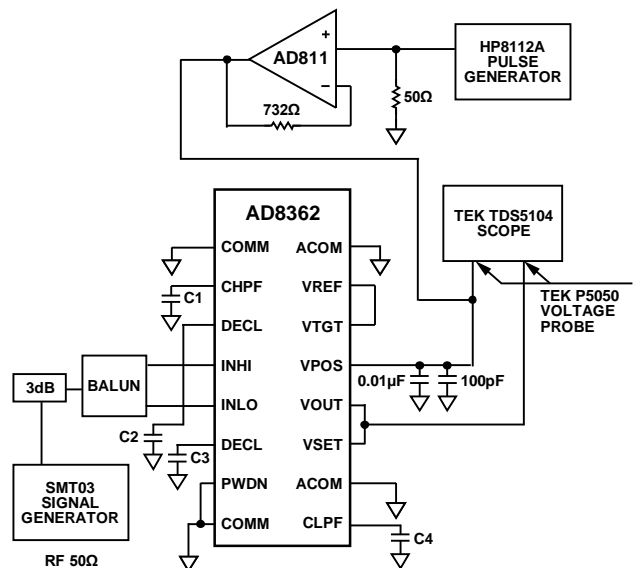 +
AD811
−
732Ω
50Ω
HP8112A
PULSE
GENERATOR
AD8362
COMM
ACOM
CHPF
VREF
DECL
VTGT
INHI
VPOS
INLO
VOUT
DECL
VSET
PWDN
ACOM
COMM
CLPF
C1
C2
C3
C4
0.01µF
100pF
3dB
BALUN
SMT03
SIGNAL
GENERATOR
RF 50Ω
TEK TDS5104
SCOPE
TEK P5050
VOLTAGE
PROBE